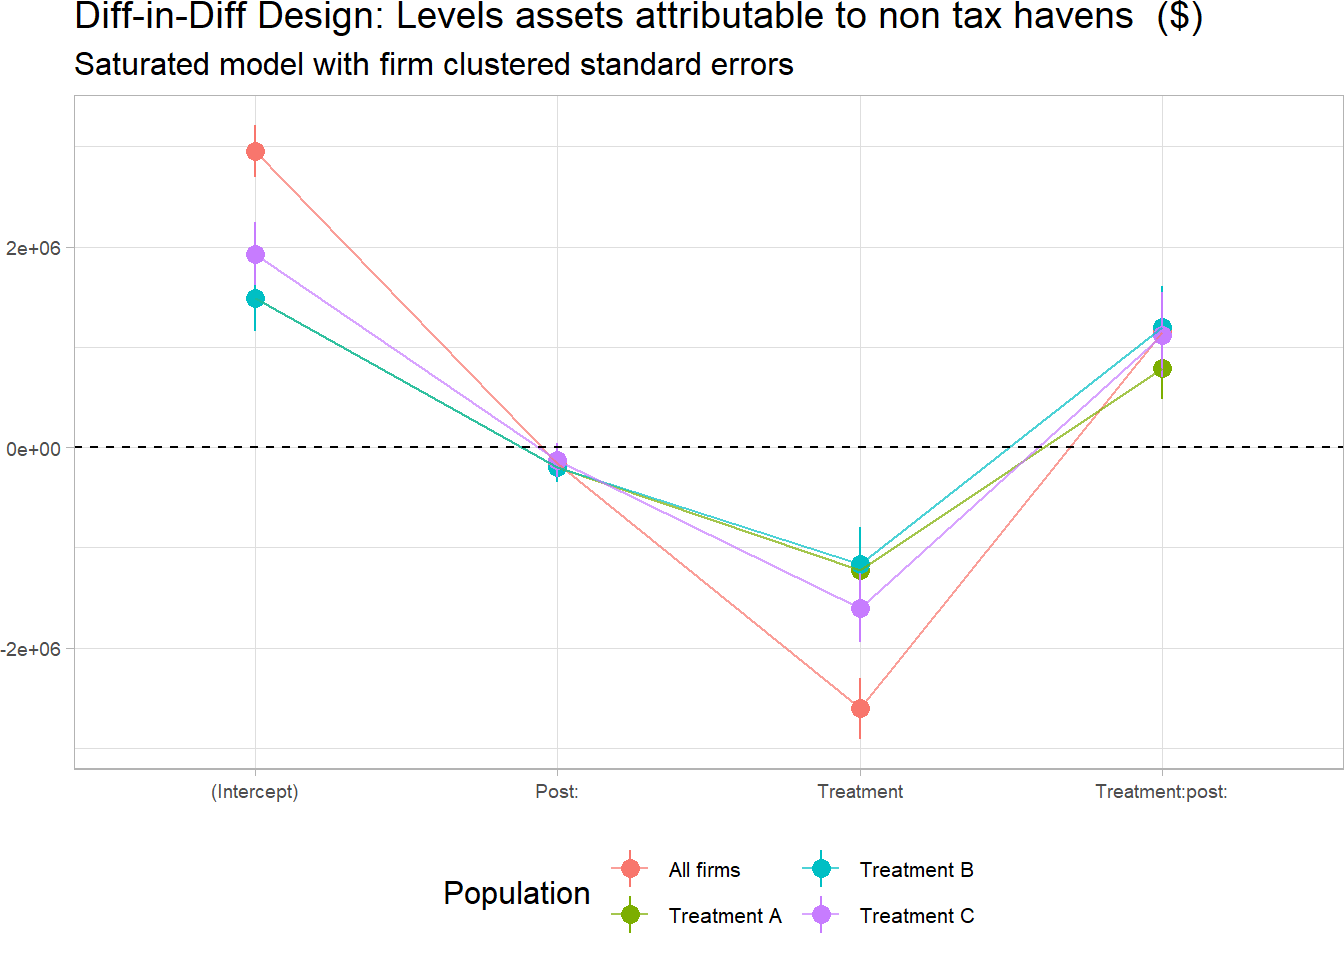 Diff-in-Diff Design: Levels assets attributable to non tax havens  ($)
Saturated model with firm clustered standard errors
2e+06
0e+00
-2e+06
(Intercept) Post: Treatment Treatment:post:
Population
All firms Treatment B
Treatment A Treatment C